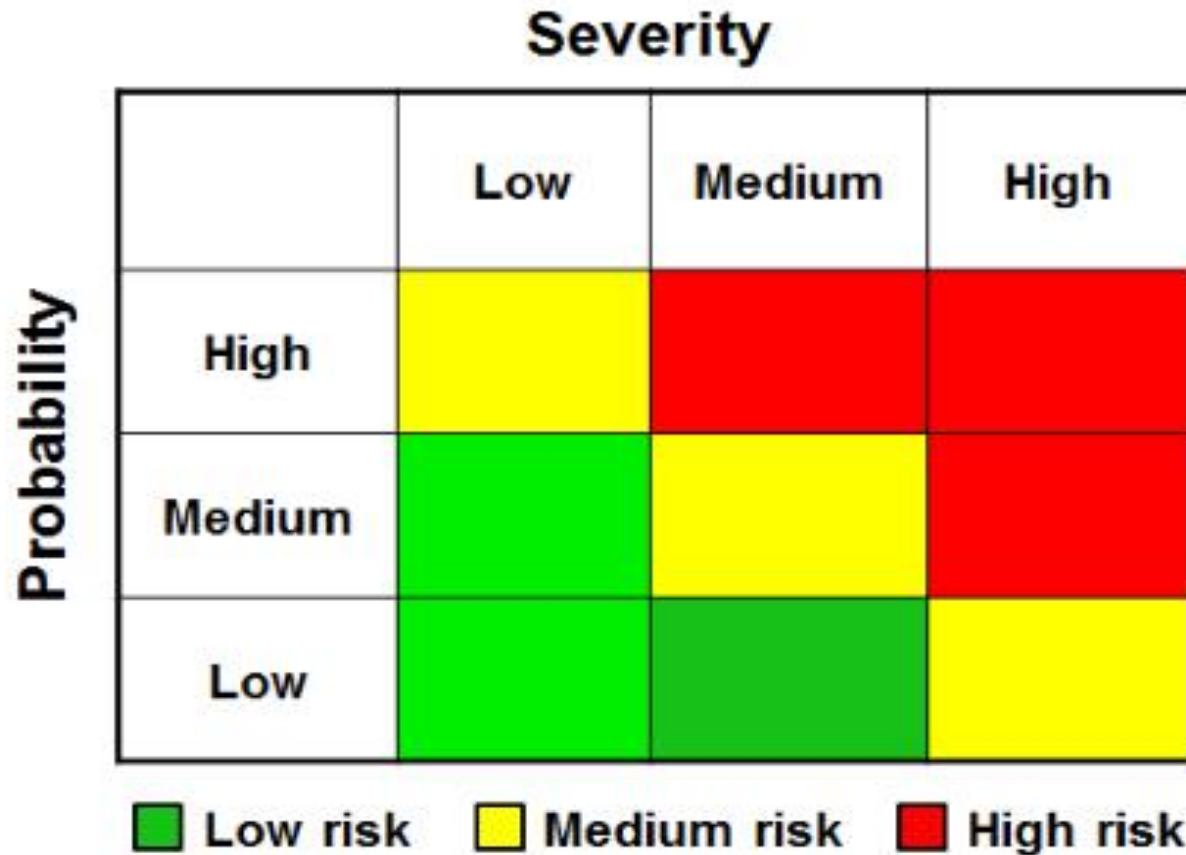 Severity
Low Medium High
Probability
High
Medium
Low
Low risk Medium risk High risk